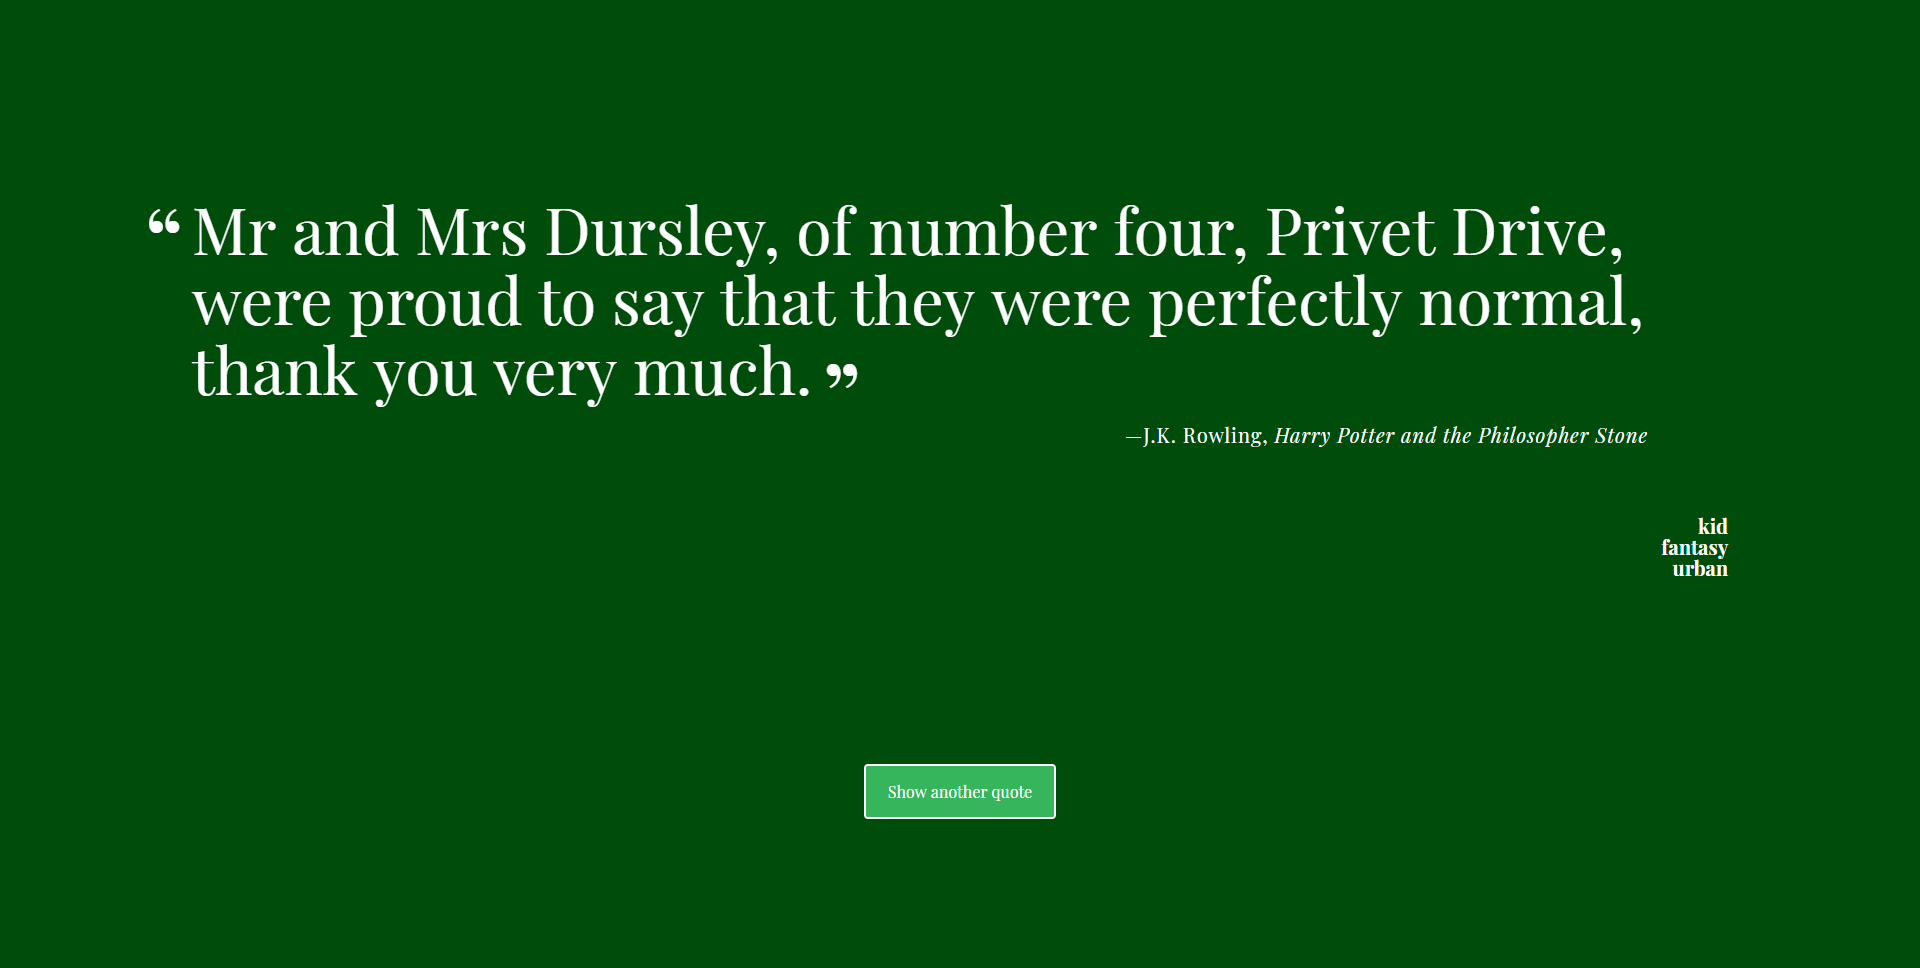 “ Mr and Mrs Dursley, of number four, Privet Drive,
were proud to say that they were perfectly normal,
thank you very much. ”
—J.K. Rowling, Harry Potter and the Philosopher Stone
kid
fantasy
urban
Show another quote